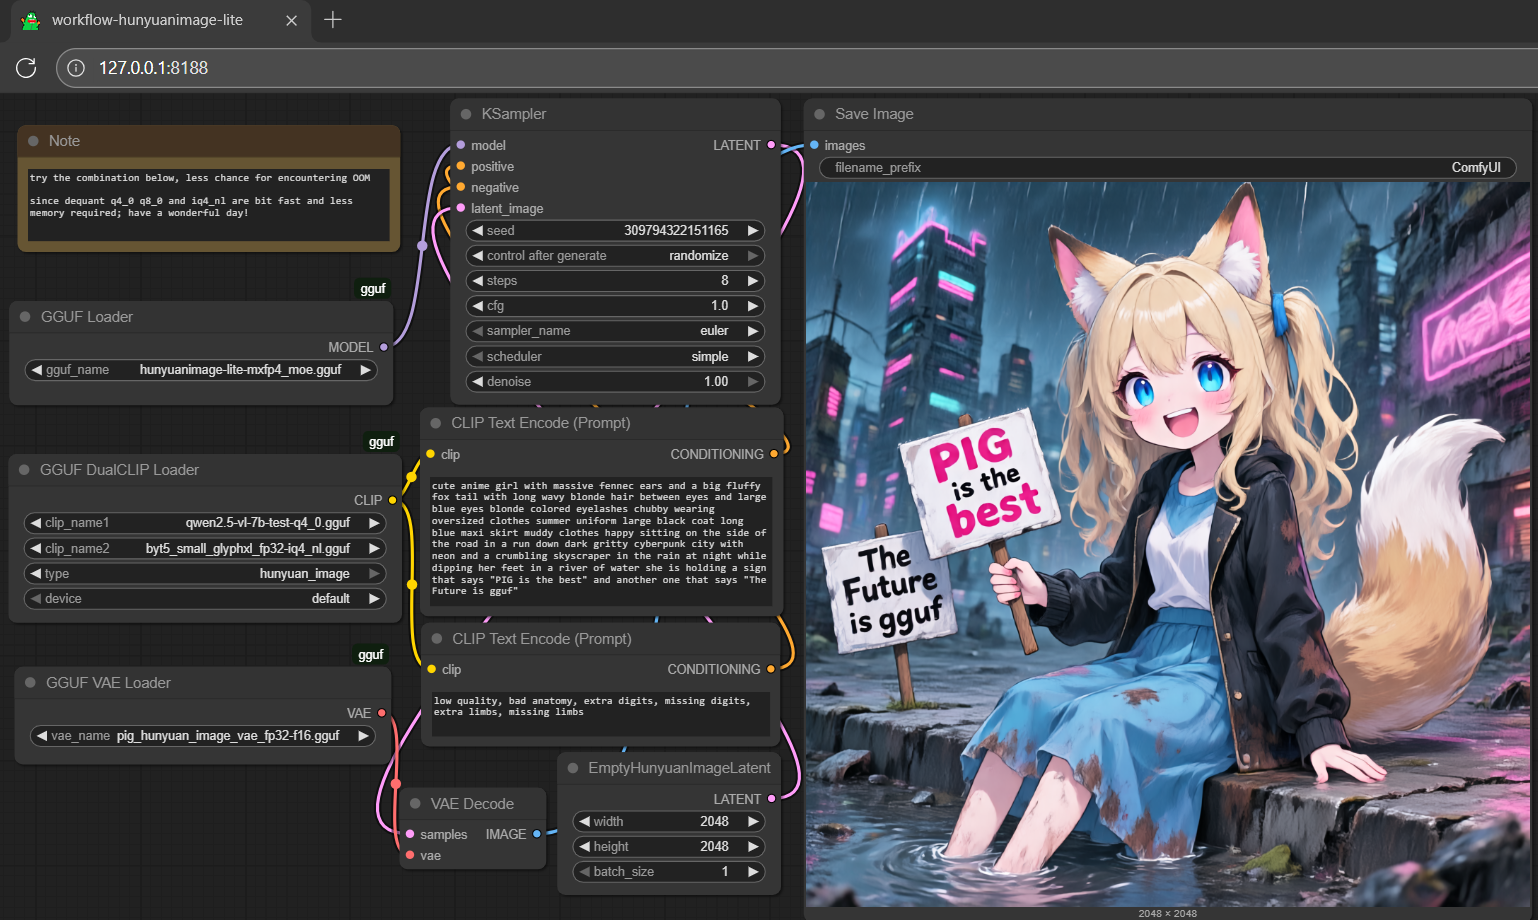 workflow-hunyuanimage-lite
127.0.0.1:8188
Note
try the combination below, less chance for encountering OOM
since dequant q4_0 q8_0 and iq4_nl are bit fast and less
memory required; have a wonderful day!
gguf
GGUF Loader
MODEL
gguf_name hunyuanimage-lite-mxfp4_moe.gguf
gguf
GGUF DualCLIP Loader
CLIP
clip_name1 qwen2.5-vl-7b-test-q4_0.gguf
clip_name2 byt5_small_glyphxl_fp32-iq4_nl.gguf
type hunyuan_image
device default
gguf
GGUF VAE Loader
VAE
vae_name pig_hunyuan_image_vae_fp32-f16.gguf
KSampler
model LATENT
positive
negative
latent_image
seed 309794322151165
control after generate randomize
steps 8
cfg 1.0
sampler_name euler
scheduler simple
denoise 1.00
CLIP Text Encode (Prompt)
clip CONDITIONING
cute anime girl with massive fennec ears and a big fluffy
fox tail with long wavy blonde hair between eyes and large
blue eyes blonde colored eyelashes chubby wearing
oversized clothes summer uniform large black coat long
blue maxi skirt muddy clothes happy sitting on the side of
the road in a run down dark gritty cyberpunk city with
neon and a crumbling skyscraper in the rain at night while
dipping her feet in a river of water she is holding a sign
that says "PIG is the best" and another one that says "The
Future is gguf"
CLIP Text Encode (Prompt)
clip CONDITIONING
low quality, bad anatomy, extra digits, missing digits,
extra limbs, missing limbs
VAE Decode
samples IMAGE
vae
EmptyHunyuanImageLatent
LATENT
width 2048
height 2048
batch_size 1
Save Image
images
filename_prefix ComfyUI
PIG
is the
best
The
Future
is gguf
2048 × 2048